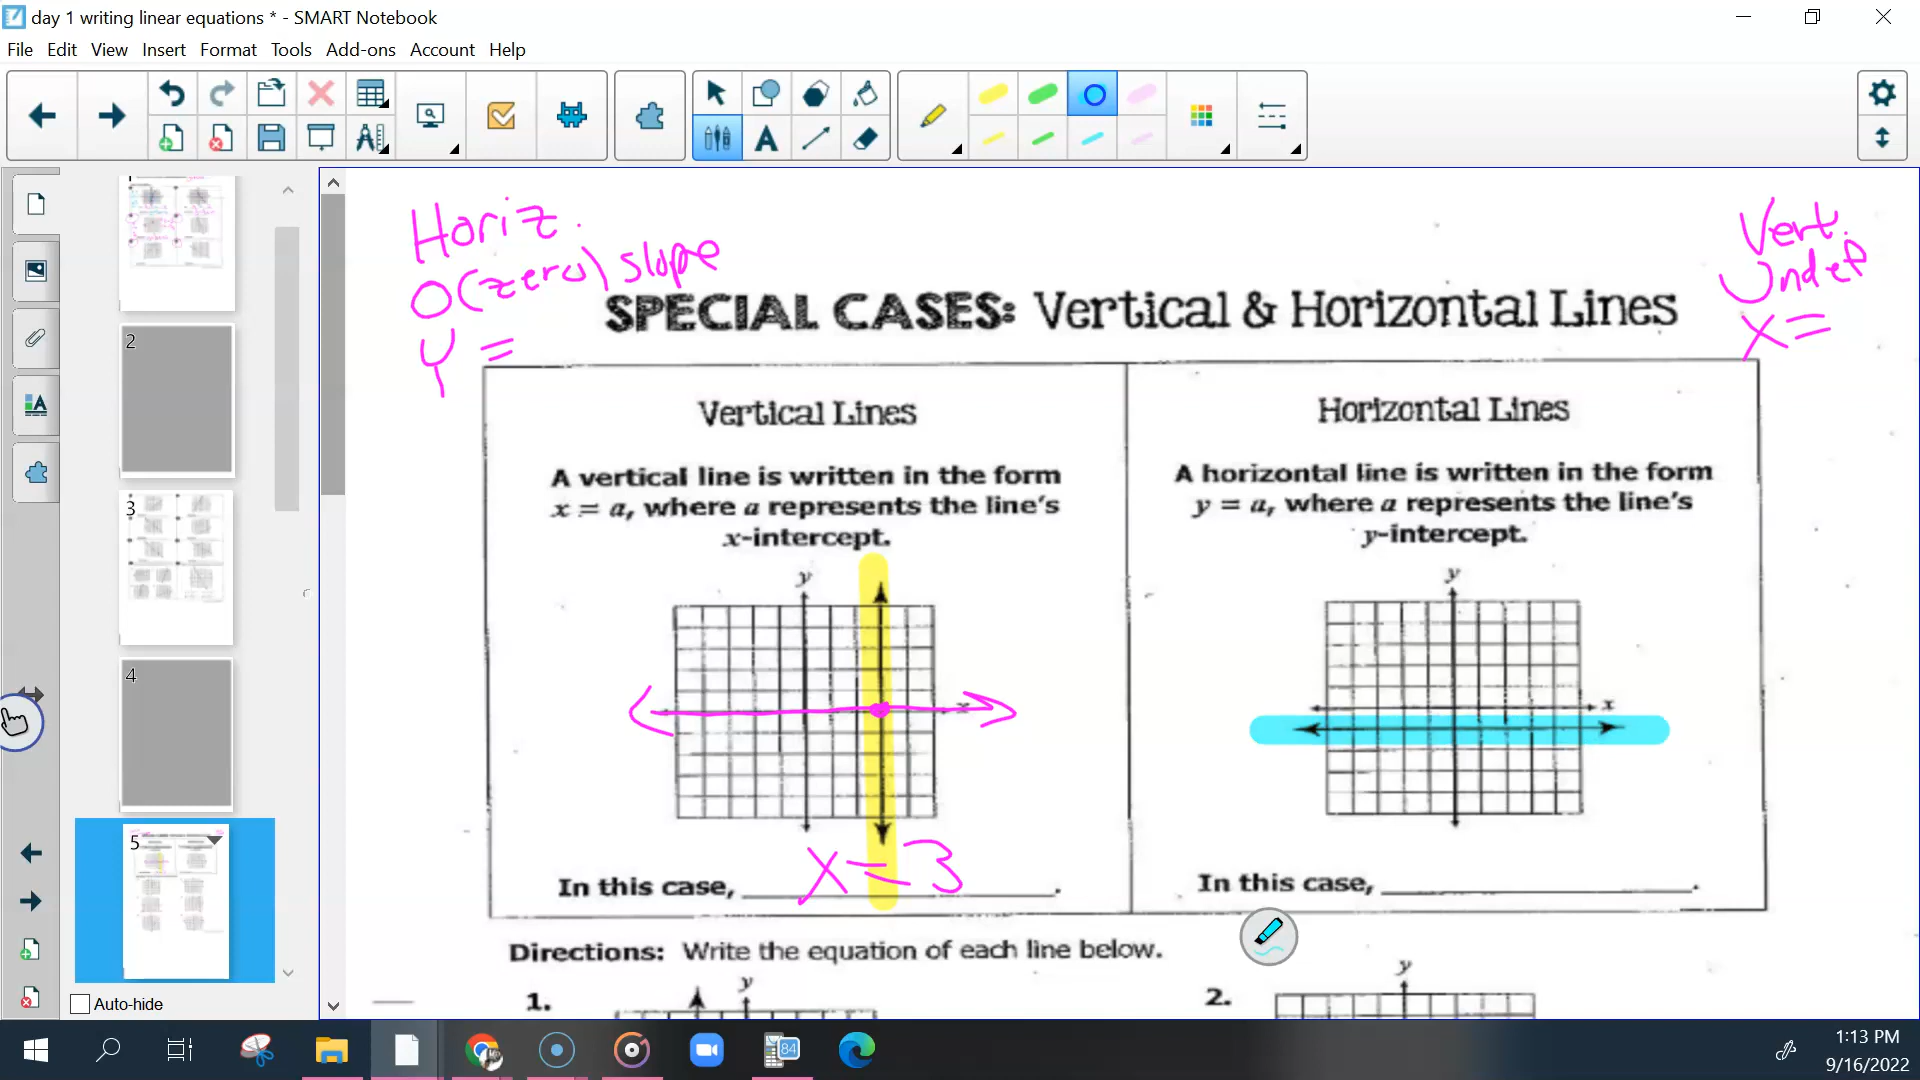 day 1 writing linear equations * - SMART Notebook
File Edit View Insert Format Tools Add-ons Account Help
Horiz.
0 (zero) slope
Y =
Vert.
Undef
X =
SPECIAL CASES: Vertical & Horizontal Lines
Vertical Lines
A vertical line is written in the form
x = a, where a represents the line's
x-intercept.
y
x
X = 3
In this case,
Horizontal Lines
A horizontal line is written in the form
y = a, where a represents the line's
y-intercept.
y
x
In this case,
Directions: Write the equation of each line below.
1.
y
2.
y
1
2
3
4
5
Auto-hide
84
1:13 PM
9/16/2022